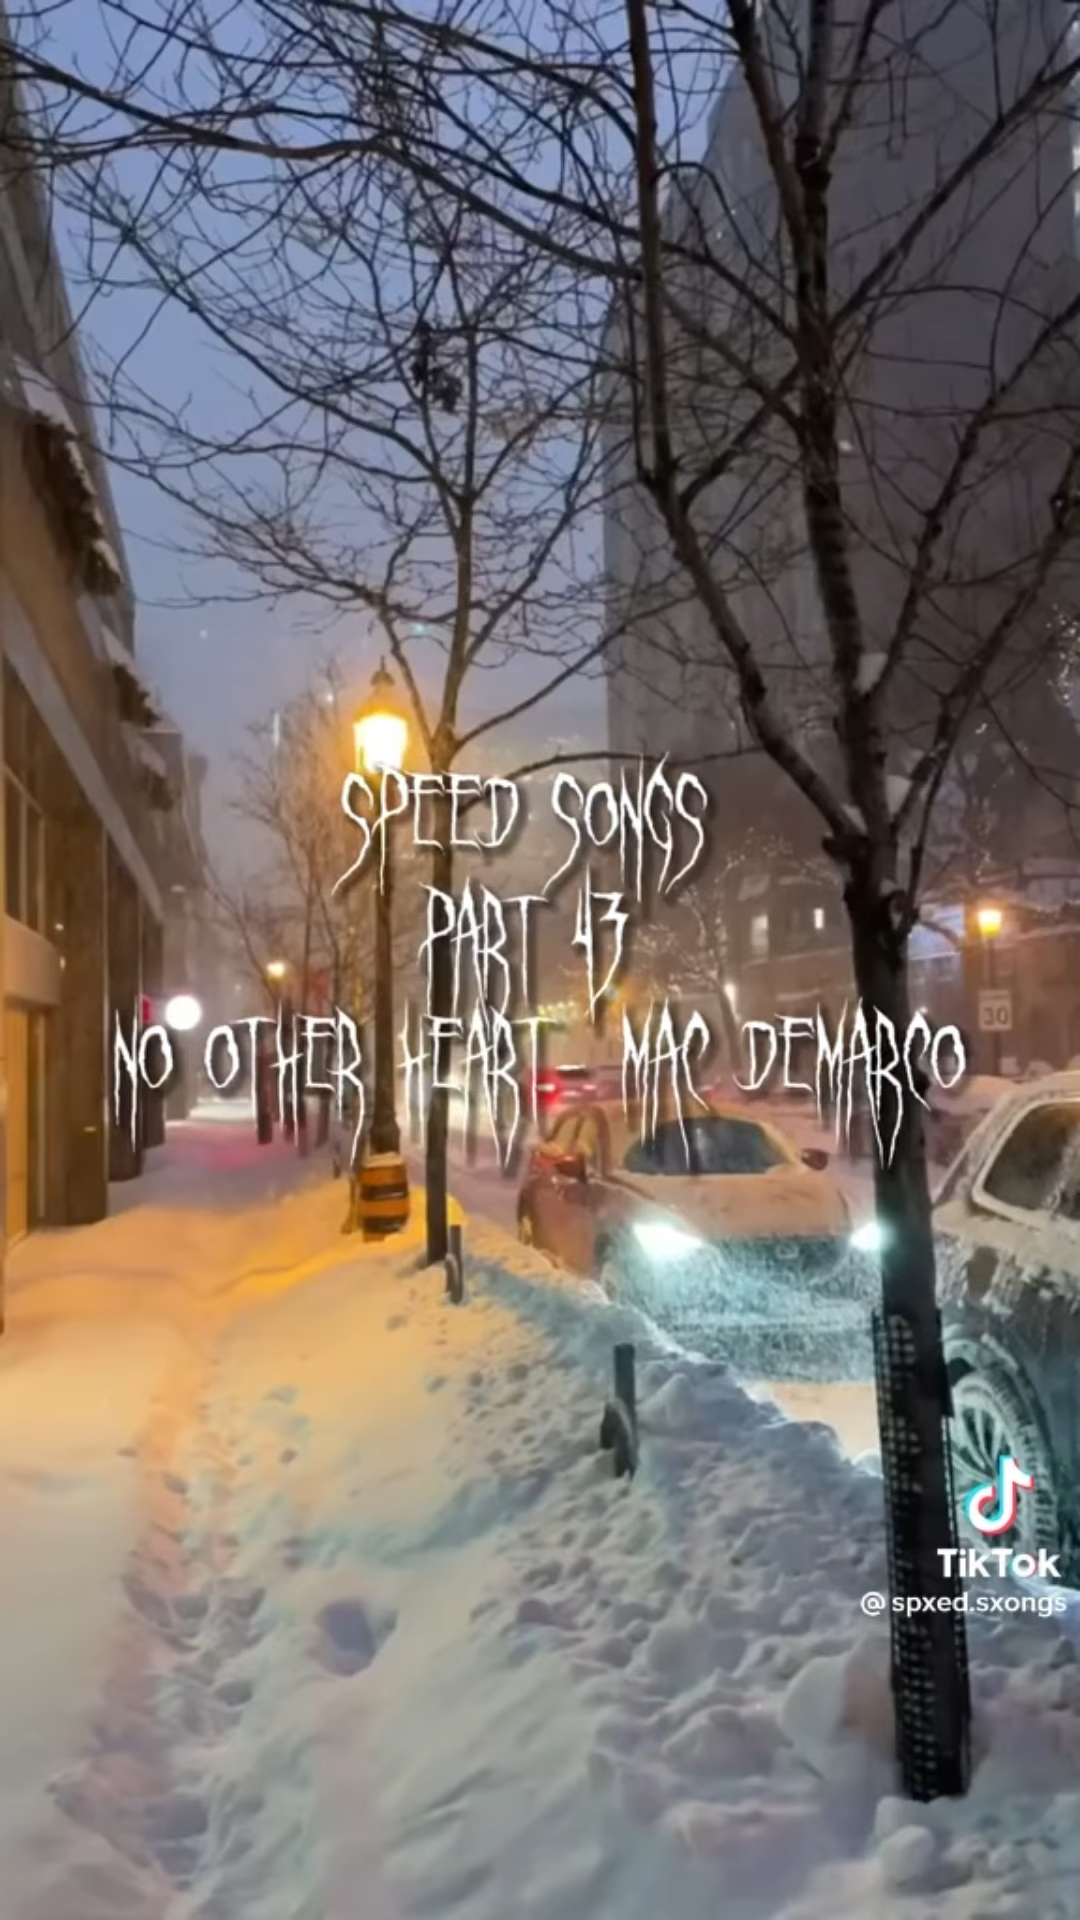 SPEED SONGS
PART 43
NO OTHER HEART- MAC DEMARCO
30
TikTok
@spxed.sxongs